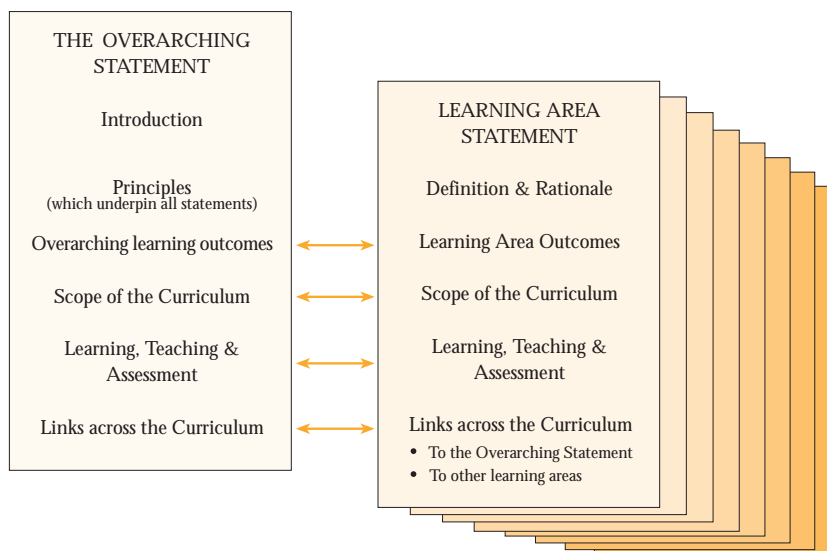 THE OVERARCHING
STATEMENT
Introduction
Principles
(which underpin all statements)
Overarching learning outcomes
Scope of the Curriculum
Learning, Teaching &
Assessment
Links across the Curriculum
LEARNING AREA
STATEMENT
Definition & Rationale
Learning Area Outcomes
Scope of the Curriculum
Learning, Teaching &
Assessment
Links across the Curriculum
• To the Overarching Statement
• To other learning areas